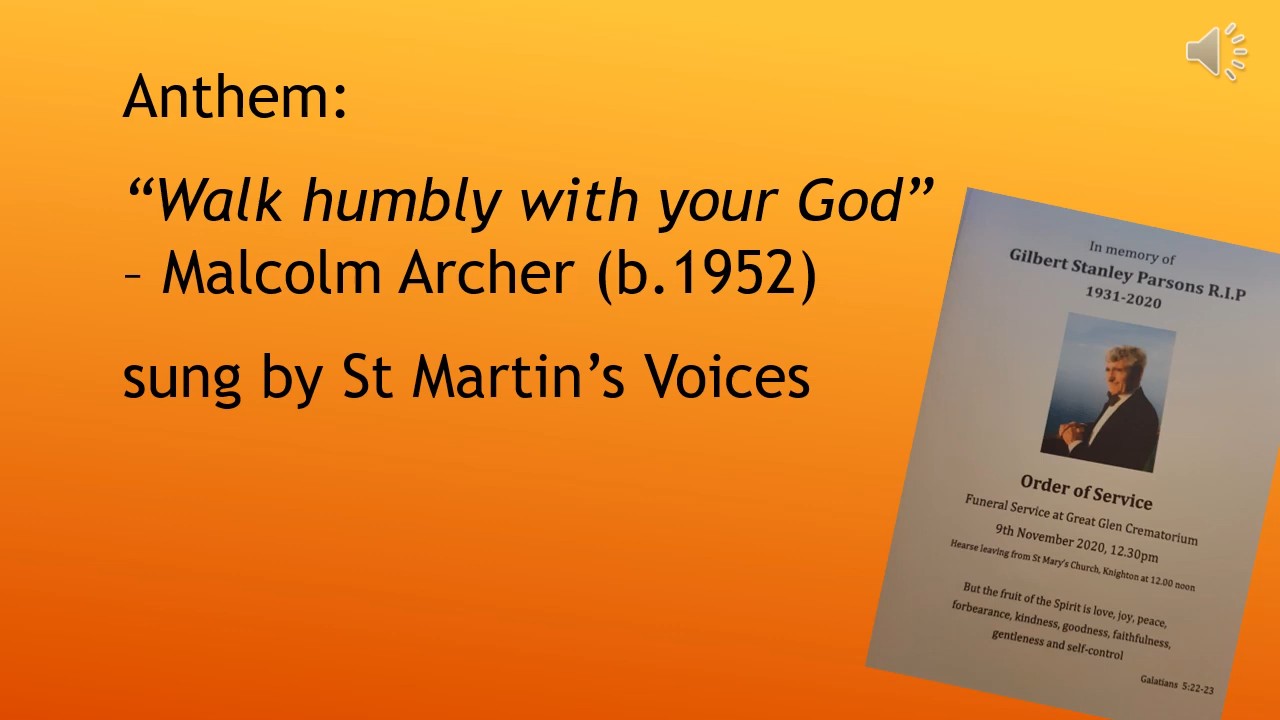 Anthem:
“Walk humbly with your God”
– Malcolm Archer (b.1952)
sung by St Martin’s Voices
In memory of
Gilbert Stanley Parsons R.I.P
1931-2020
Order of Service
Funeral Service at Great Glen Crematorium
9th November 2020, 12.30pm
Hearse leaving from St Mary's Church, Knighton at 12.00 noon
But the fruit of the Spirit is love, joy, peace,
forbearance, kindness, goodness, faithfulness,
gentleness and self-control
Galatians 5:22-23